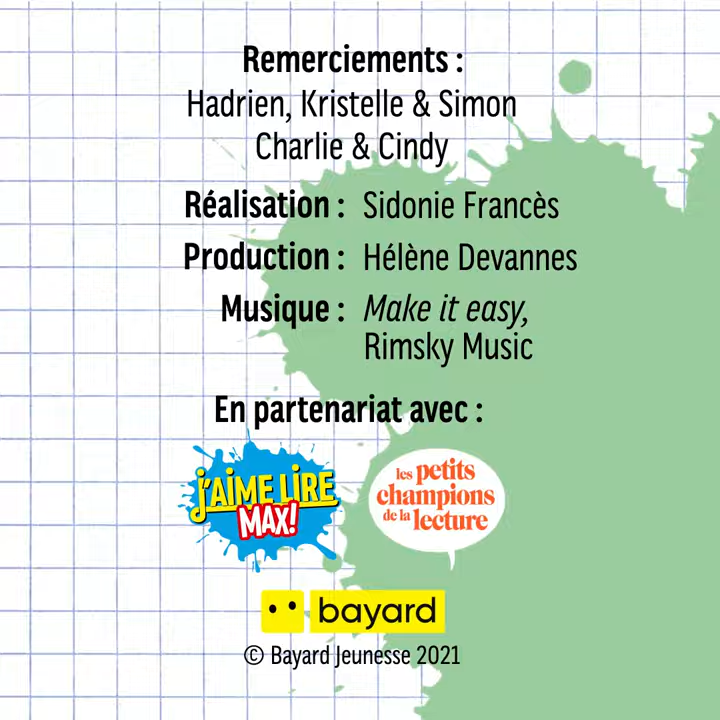 Remerciements :
Hadrien, Kristelle & Simon
Charlie & Cindy
Réalisation : Sidonie Francès
Production : Hélène Devannes
Musique : Make it easy,
Rimsky Music
En partenariat avec :
j'AiME LiRE
MAX!
les petits
champions
de la lecture
bayard
© Bayard Jeunesse 2021